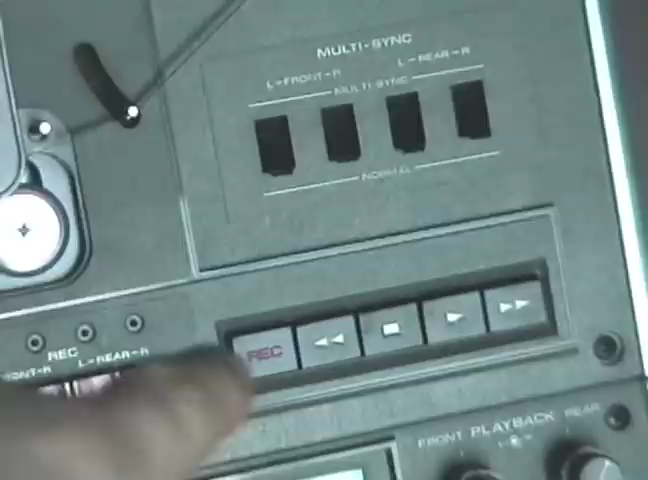 MULTI-SYNC
L-FRONT-R L-REAR-R
MULTI-SYNC
NORMAL
REC
REC
L-REAR-R
FRONT PLAYBACK REAR